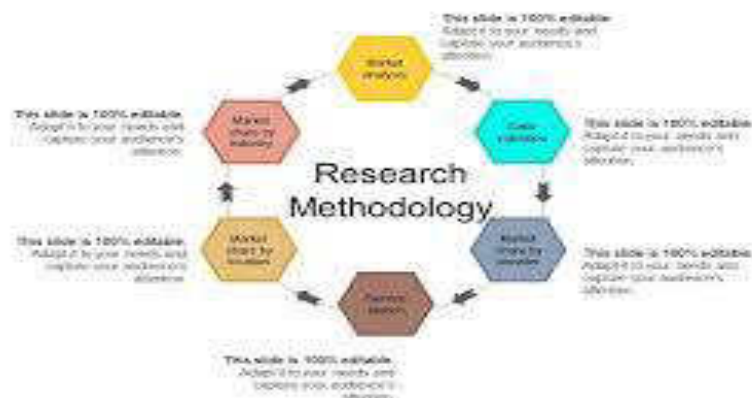 This slide is 100% editable.
Adapt it to your needs and
capture your audience's
attention.
Market
analysis
This slide is 100% editable.
Adapt it to your needs and
capture your audience's
attention.
Market
share by
industry
Data
This slide is 100% editable.
Adapt it to your needs and
capture your audience's
attention.
Research
Methodology
This slide is 100% editable.
Adapt it to your needs and
capture your audience's
attention.
Market
share by
location
Market
share by
This slide is 100% editable.
Adapt it to your needs and
capture your audience's
attention.
This slide is 100% editable.
Adapt it to your needs and
capture your audience's
attention.